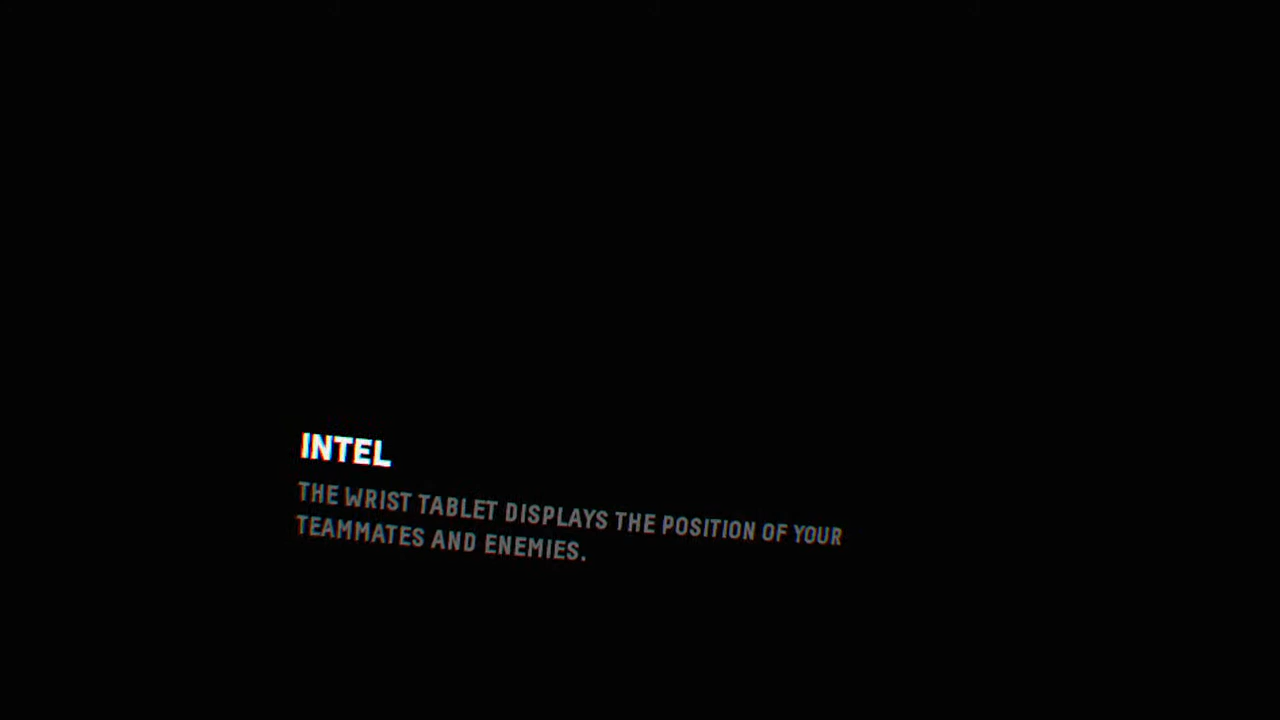 INTEL
THE WRIST TABLET DISPLAYS THE POSITION OF YOUR
TEAMMATES AND ENEMIES.